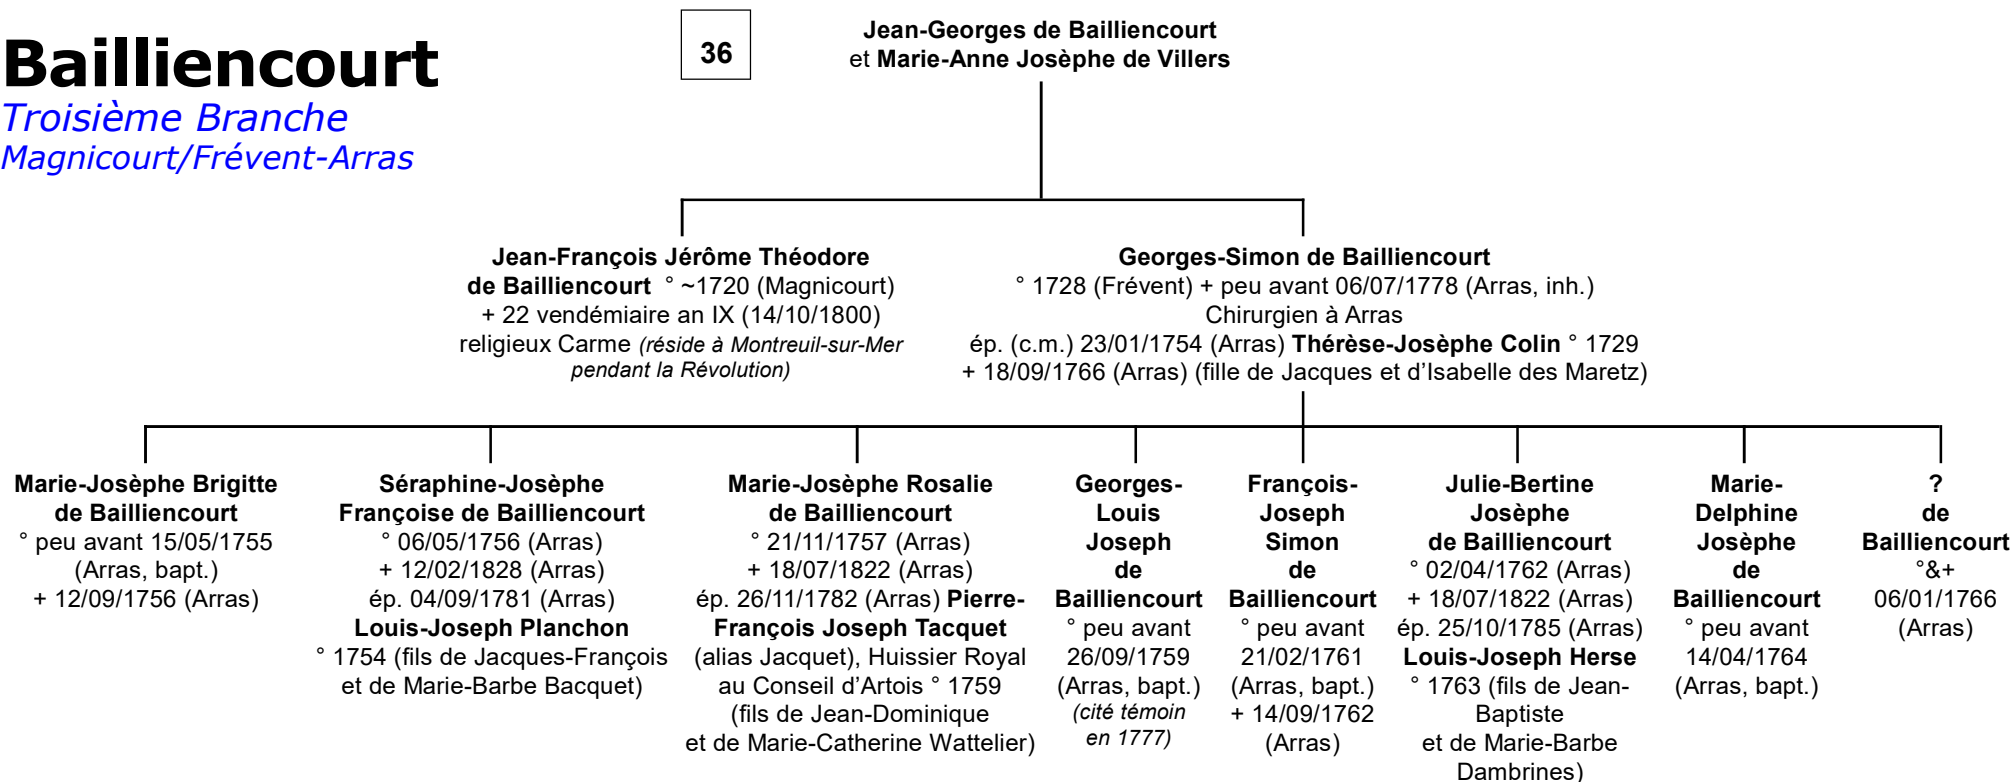 Bailliencourt
Troisième Branche
Magnicourt/Frévent-Arras
36
Jean-Georges de Bailliencourt
et Marie-Anne Josèphe de Villers
Jean-François Jérôme Théodore
de Bailliencourt ° ~1720 (Magnicourt)
+ 22 vendémiaire an IX (14/10/1800)
religieux Carme (réside à Montreuil-sur-Mer
pendant la Révolution)
Georges-Simon de Bailliencourt
° 1728 (Frévent) + peu avant 06/07/1778 (Arras, inh.)
Chirurgien à Arras
ép. (c.m.) 23/01/1754 (Arras) Thérèse-Josèphe Colin ° 1729
+ 18/09/1766 (Arras) (fille de Jacques et d’Isabelle des Maretz)
Marie-Josèphe Brigitte
de Bailliencourt
° peu avant 15/05/1755
(Arras, bapt.)
+ 12/09/1756 (Arras)
Séraphine-Josèphe
Françoise de Bailliencourt
° 06/05/1756 (Arras)
+ 12/02/1828 (Arras)
ép. 04/09/1781 (Arras)
Louis-Joseph Planchon
° 1754 (fils de Jacques-François
et de Marie-Barbe Bacquet)
Marie-Josèphe Rosalie
de Bailliencourt
° 21/11/1757 (Arras)
+ 18/07/1822 (Arras)
ép. 26/11/1782 (Arras) Pierre-
François Joseph Tacquet
(alias Jacquet), Huissier Royal
au Conseil d’Artois ° 1759
(fils de Jean-Dominique
et de Marie-Catherine Wattelier)
Georges-
Louis
Joseph
de
Bailliencourt
° peu avant
26/09/1759
(Arras, bapt.)
(cité témoin
en 1777)
François-
Joseph
Simon
de
Bailliencourt
° peu avant
21/02/1761
(Arras, bapt.)
+ 14/09/1762
(Arras)
Julie-Bertine
Josèphe
de Bailliencourt
° 02/04/1762 (Arras)
+ 18/07/1822 (Arras)
ép. 25/10/1785 (Arras)
Louis-Joseph Herse
° 1763 (fils de Jean-
Baptiste
et de Marie-Barbe
Dambrines)
Marie-
Delphine
Josèphe
de
Bailliencourt
° peu avant
14/04/1764
(Arras, bapt.)
?
de
Bailliencourt
°&+
06/01/1766
(Arras)